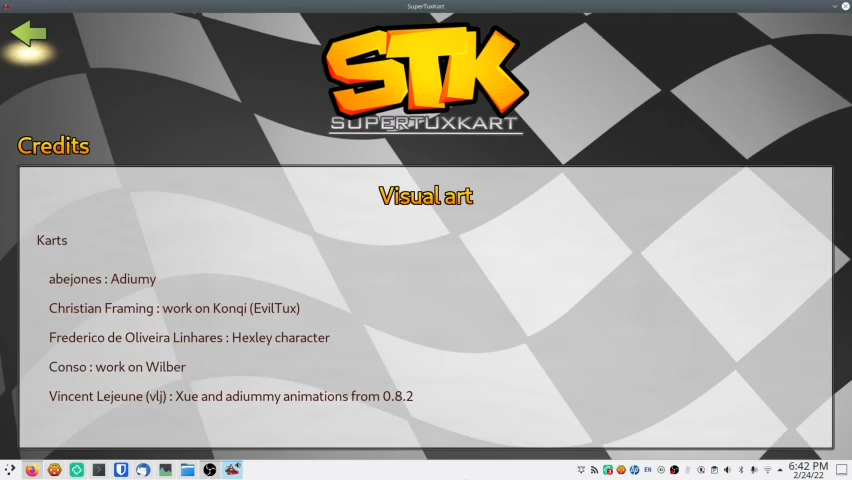 SuperTuxKart
STK
SUPERTUXKART
Credits
Visual art
Karts
abejones : Adiumy
Christian Framing : work on Konqi (EvilTux)
Frederico de Oliveira Linhares : Hexley character
Conso : work on Wilber
Vincent Lejeune (vlj) : Xue and adiummy animations from 0.8.2
EN
6:42 PM
2/24/22